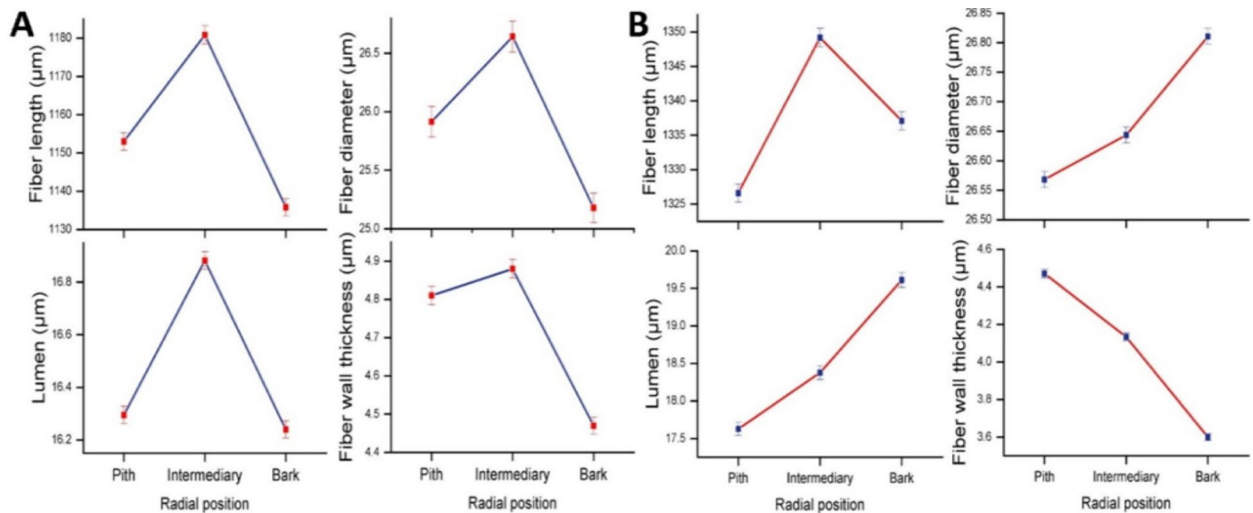 A
Fiber length (µm)
1180
1170
1160
1150
1140
1130
Fiber diameter (µm)
26.5
26.0
25.5
25.0
Lumen (µm)
16.8
16.6
16.4
16.2
Pith Intermediary Bark
Radial position
Fiber wall thickness (µm)
4.9
4.8
4.7
4.6
4.5
4.4
Pith Intermediary Bark
Radial position
B
Fiber length (µm)
1350
1345
1340
1335
1330
1325
Fiber diameter (µm)
26.85
26.80
26.75
26.70
26.65
26.60
26.55
26.50
Lumen (µm)
20.0
19.5
19.0
18.5
18.0
17.5
Pith Intermediary Bark
Radial position
Fiber wall thickness (µm)
4.6
4.4
4.2
4.0
3.8
3.6
Pith Intermediary Bark
Radial position